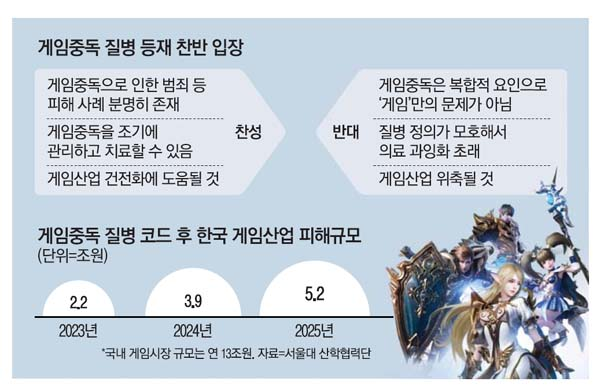 게임중독 질병 등재 찬반 입장
게임중독으로 인한 범죄 등
피해 사례 분명히 존재
게임중독을 조기에
관리하고 치료할 수 있음
게임산업 건전화에 도움될 것
찬성
반대
게임중독은 복합적 요인으로
‘게임’만의 문제가 아님
질병 정의가 모호해서
의료 과잉화 초래
게임산업 위축될 것
게임중독 질병 코드 후 한국 게임산업 피해규모
(단위=조원)
2.2
3.9
5.2
2023년
2024년
2025년
*국내 게임시장 규모는 연 13조원. 자료=서울대 산학협력단